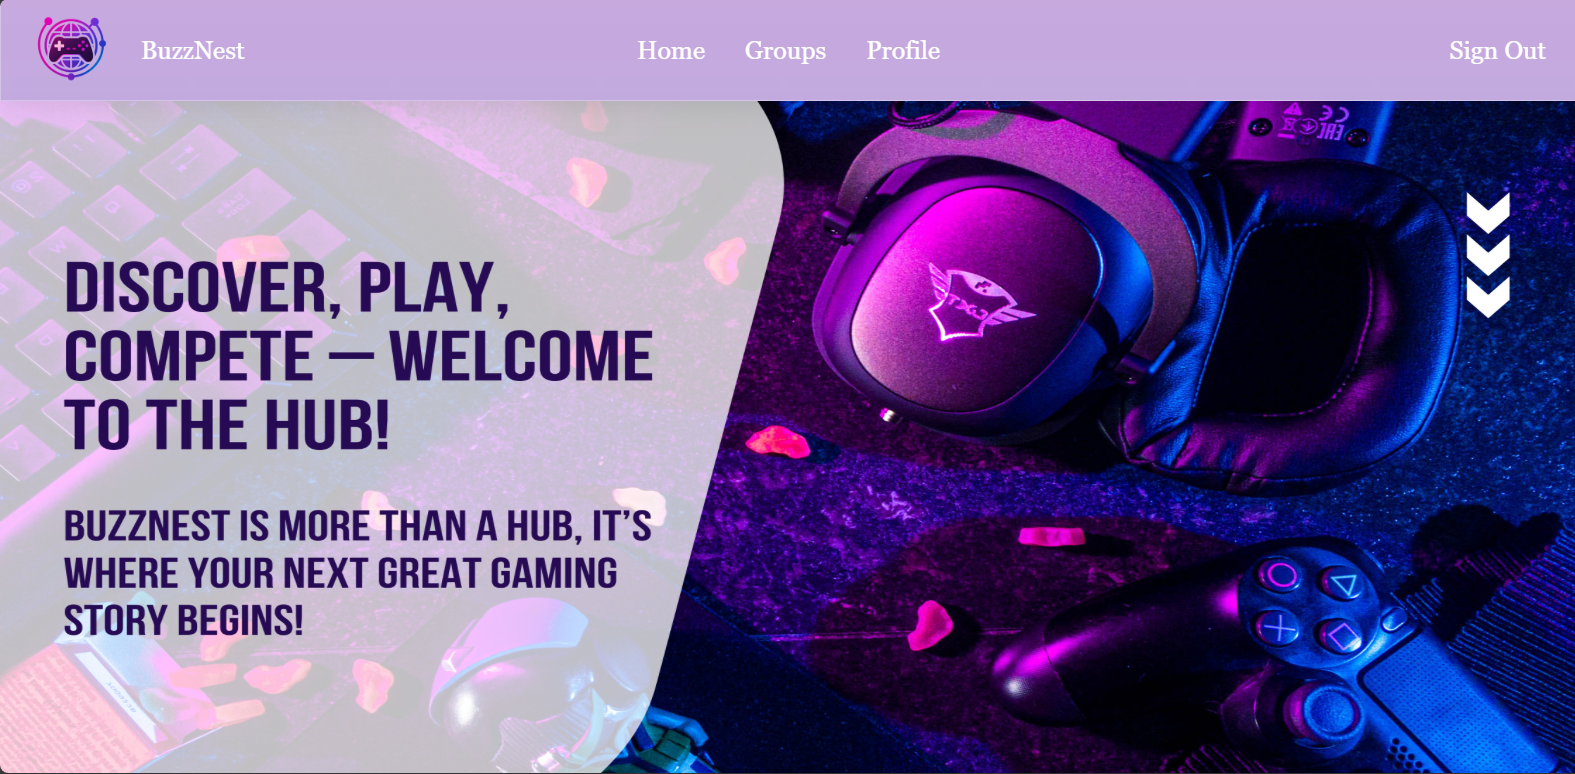 BuzzNest
Home Groups Profile
Sign Out
DISCOVER, PLAY,
COMPETE – WELCOME
TO THE HUB!
BUZZNEST IS MORE THAN A HUB, IT’S
WHERE YOUR NEXT GREAT GAMING
STORY BEGINS!